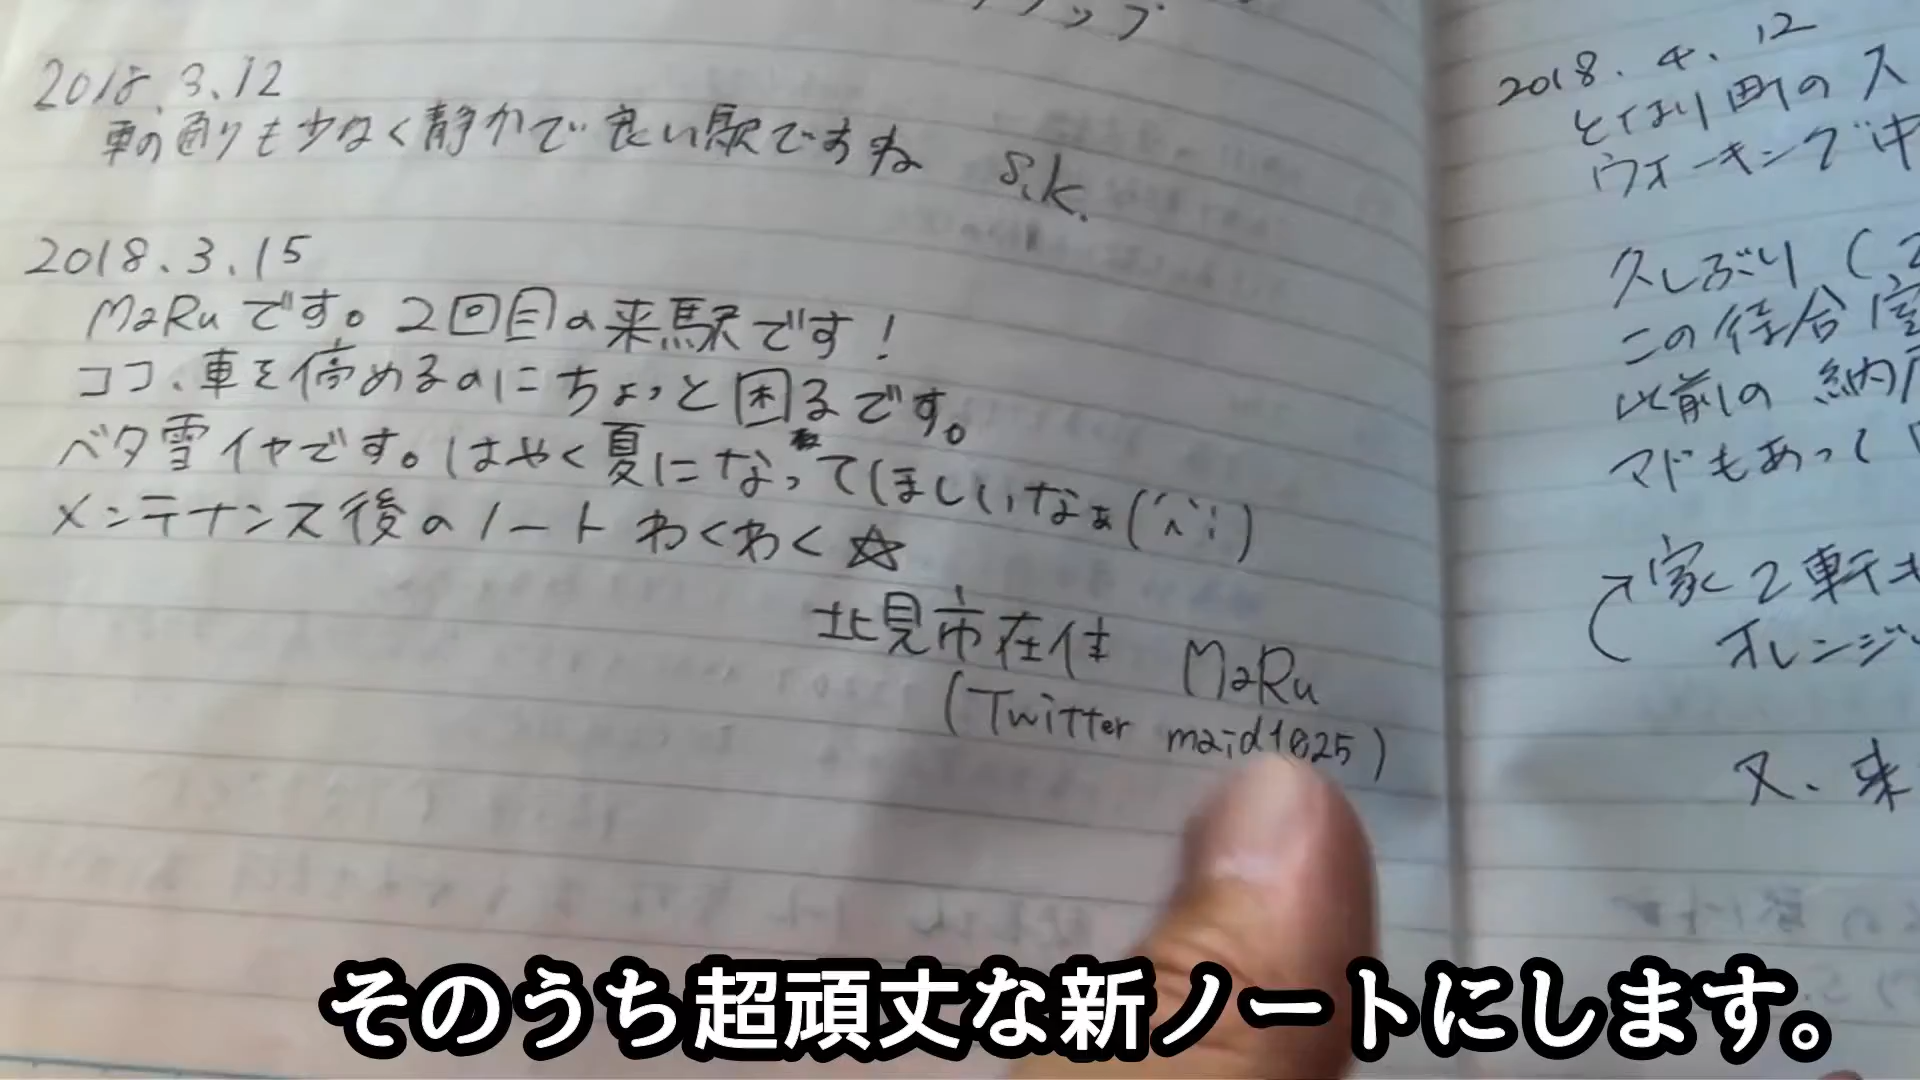 ップ
2018.3.12
車の通りも少なく静かで良い駅ですね S.K.
2018.3.15
MaRuです。2回目の来駅です!
ココ、車を停めるのにちょっと困るです。
ベタ雪イヤです。はやく夏になってほしいなぁ(´^`;)
メンテナンス後のノートわくわく☆
北見市在住 MaRu
(Twitter maid1025)
2018.4.12
となり町のス
ウォーキング中
久しぶり(2
この待合室
以前の納戸
マドもあって
家2軒
オレンジ
又、来
そのうち超頑丈な新ノートにします。